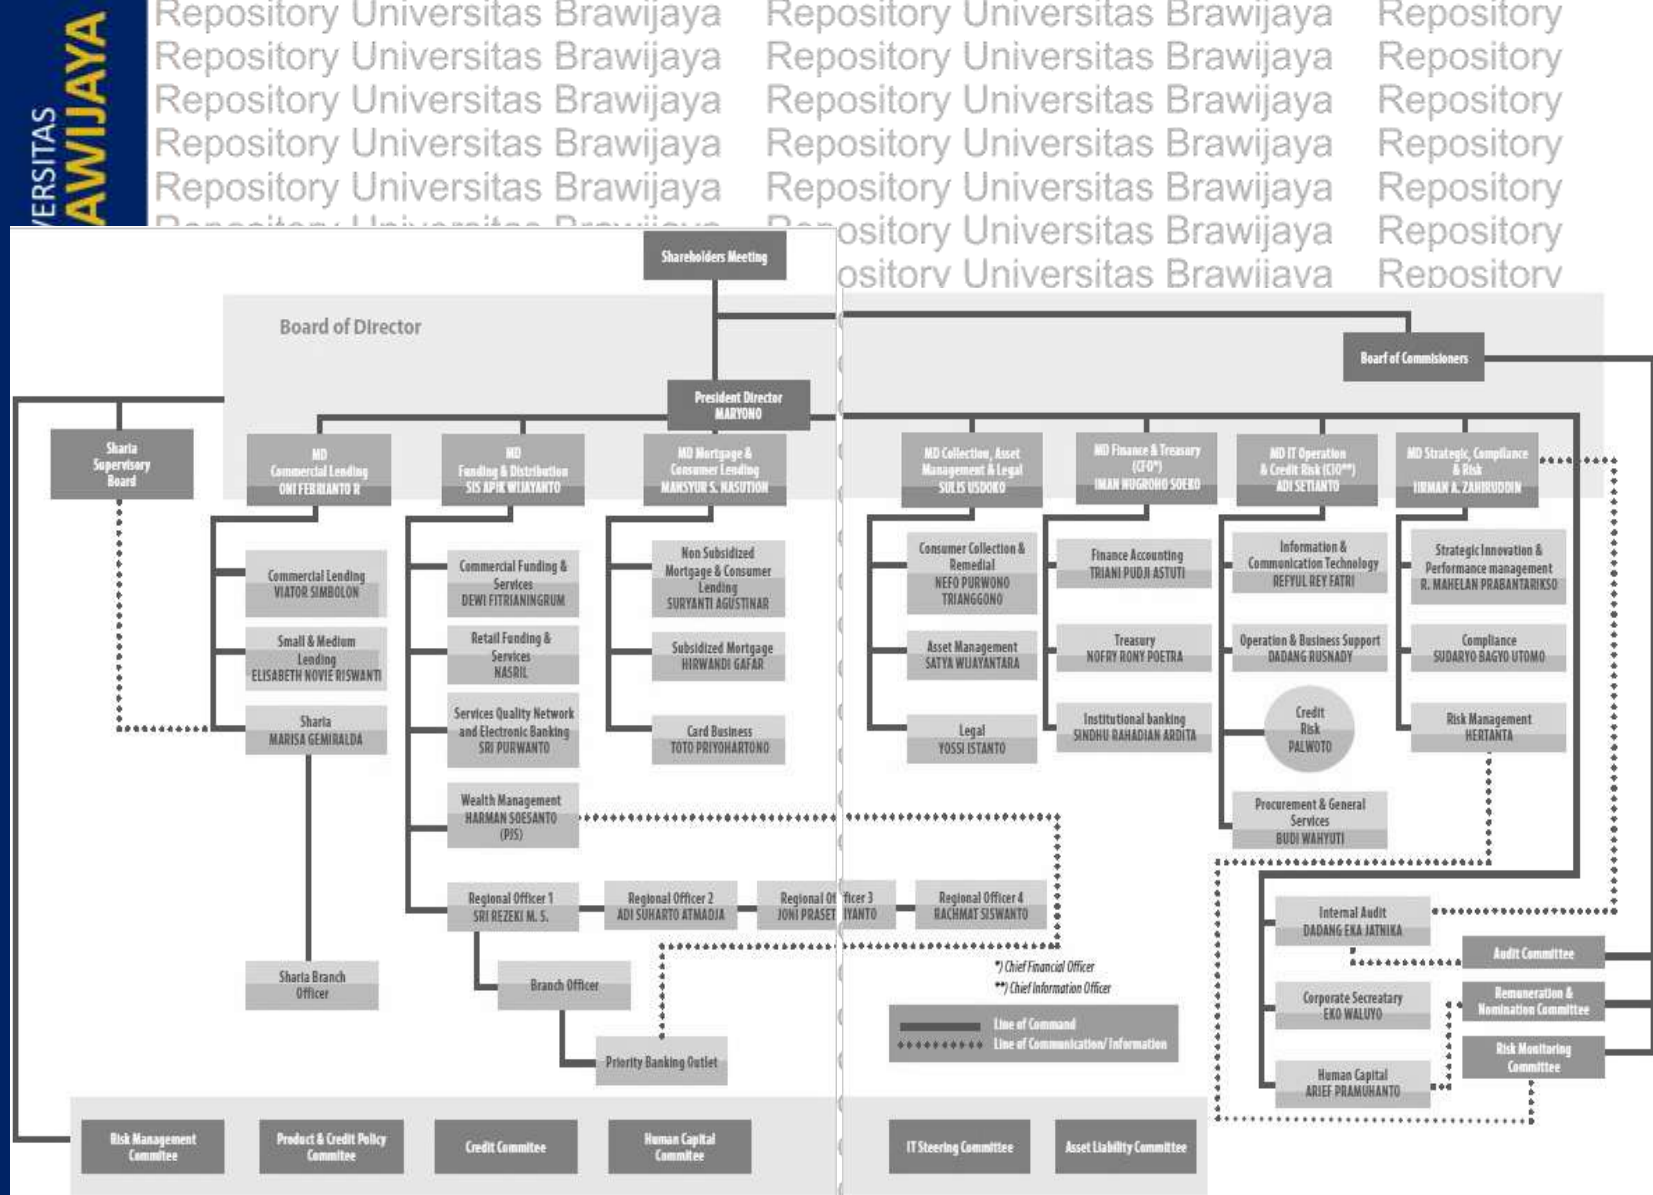 VERSITAS
AWIJAYA
Repository Universitas Brawijaya Repository Universitas Brawijaya Repository
Repository Universitas Brawijaya Repository Universitas Brawijaya Repository
Repository Universitas Brawijaya Repository Universitas Brawijaya Repository
Repository Universitas Brawijaya Repository Universitas Brawijaya Repository
Repository Universitas Brawijaya Repository Universitas Brawijaya Repository
ository Universitas Brawijaya Repository
ository Universitas Brawijaya Repository
Shareholders Meeting
Board of Director
Boarf of Commisioners
President Director
MARYONO
Sharia
Supervisory
Board
MD
Commercial Lending
ONI FEBRIANTO R
MD
Funding & Distribution
SIS APIK WIJAYANTO
MD Mortgage &
Consumer Lending
MANSYUR S. NASUTION
MD Collection, Asset
Management & Legal
SULIS USDOKO
MD Finance & Treasury
(CFO*)
IMAN NUGROHO SOEKO
MD IT Operation
& Credit Risk (CIO**)
ADI SETIANTO
MD Strategic, Compliance
& Risk
IIRMAN A. ZAHIRUDDIN
Commercial Lending
VIATOR SIMBOLON
Small & Medium
Lending
ELISABETH NOVIE RISWANTI
Sharia
MARISA GEMIRALDA
Sharia Branch
Officer
Commercial Funding &
Services
DEWI FITRIANINGRUM
Retail Funding &
Services
NASRIL
Services Quality Network
and Electronic Banking
SRI PURWANTO
Wealth Management
HARMAN SOESANTO
(PJS)
Regional Officer 1
SRI REZEKI M. S.
Regional Officer 2
ADI SUHARTO ATMADJA
Regional Officer 3
JONI PRASETIYANTO
Regional Officer 4
RACHMAT SISWANTO
Branch Officer
Priority Banking Outlet
Non Subsidized
Mortgage & Consumer
Lending
SURYANTI AGUSTINAR
Subsidized Mortgage
HIRWANDI GAFAR
Card Business
TOTO PRIYOHARTONO
Consumer Collection &
Remedial
NEFO PURWONO
TRIANGGONO
Asset Management
SATYA WIJAYANTARA
Legal
YOSSI ISTANTO
Finance Accounting
TRIANI PUDJI ASTUTI
Treasury
NOFRY RONY POETRA
Institutional banking
SINDHU RAHADIAN ARDITA
Information &
Communication Technology
REFYUL REY FATRI
Operation & Business Support
DADANG RUSNADY
Credit
Risk
PALWOTO
Procurement & General
Services
BUDI WAHYUTI
Strategic Innovation &
Performance management
R. MAHELAN PRABANTARIKSO
Compliance
SUDARYO BAGYO UTOMO
Risk Management
HERTANTA
Internal Audit
DADANG EKA JATNIKA
Corporate Secreatary
EKO WALUYO
Human Capital
ARIEF PRAMUHANTO
Audit Committee
Remuneration &
Nomination Committee
Risk Monitoring
Committee
*) Chief Financial Officer
**) Chief Information Officer
Line of Command
Line of Communication/ Information
Risk Management
Commitee
Product & Credit Policy
Commitee
Credit Commitee
Human Capital
Commitee
IT Steering Committee
Asset Liability Committee